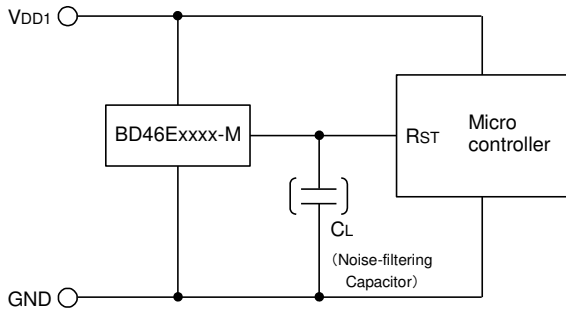 VDD1
BD46Exxxx-M
RST
Micro
controller
CL
（Noise-filtering
Capacitor）
GND